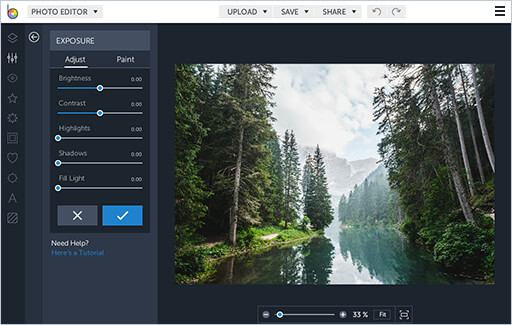 PHOTO EDITOR UPLOAD SAVE SHARE
EXPOSURE
Adjust Paint
Brightness 0.00
Contrast 0.00
Highlights 0.00
Shadows 0.00
Fill Light 0.00
Need Help?
Here's a Tutorial
33 % Fit